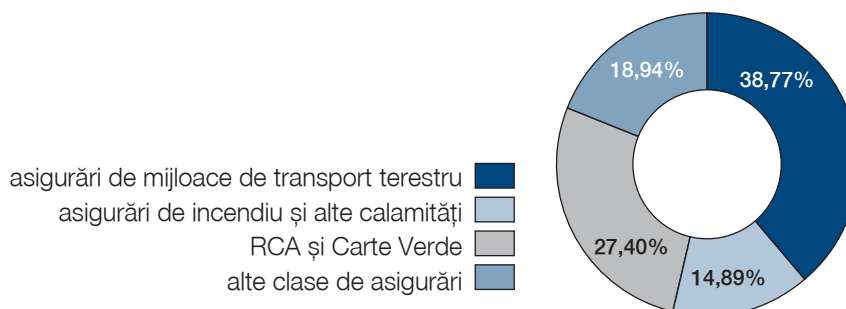 18,94%
38,77%
asigurări de mijloace de transport terestru
asigurări de incendiu și alte calamități
RCA și Carte Verde
27,40%
alte clase de asigurări
14,89%